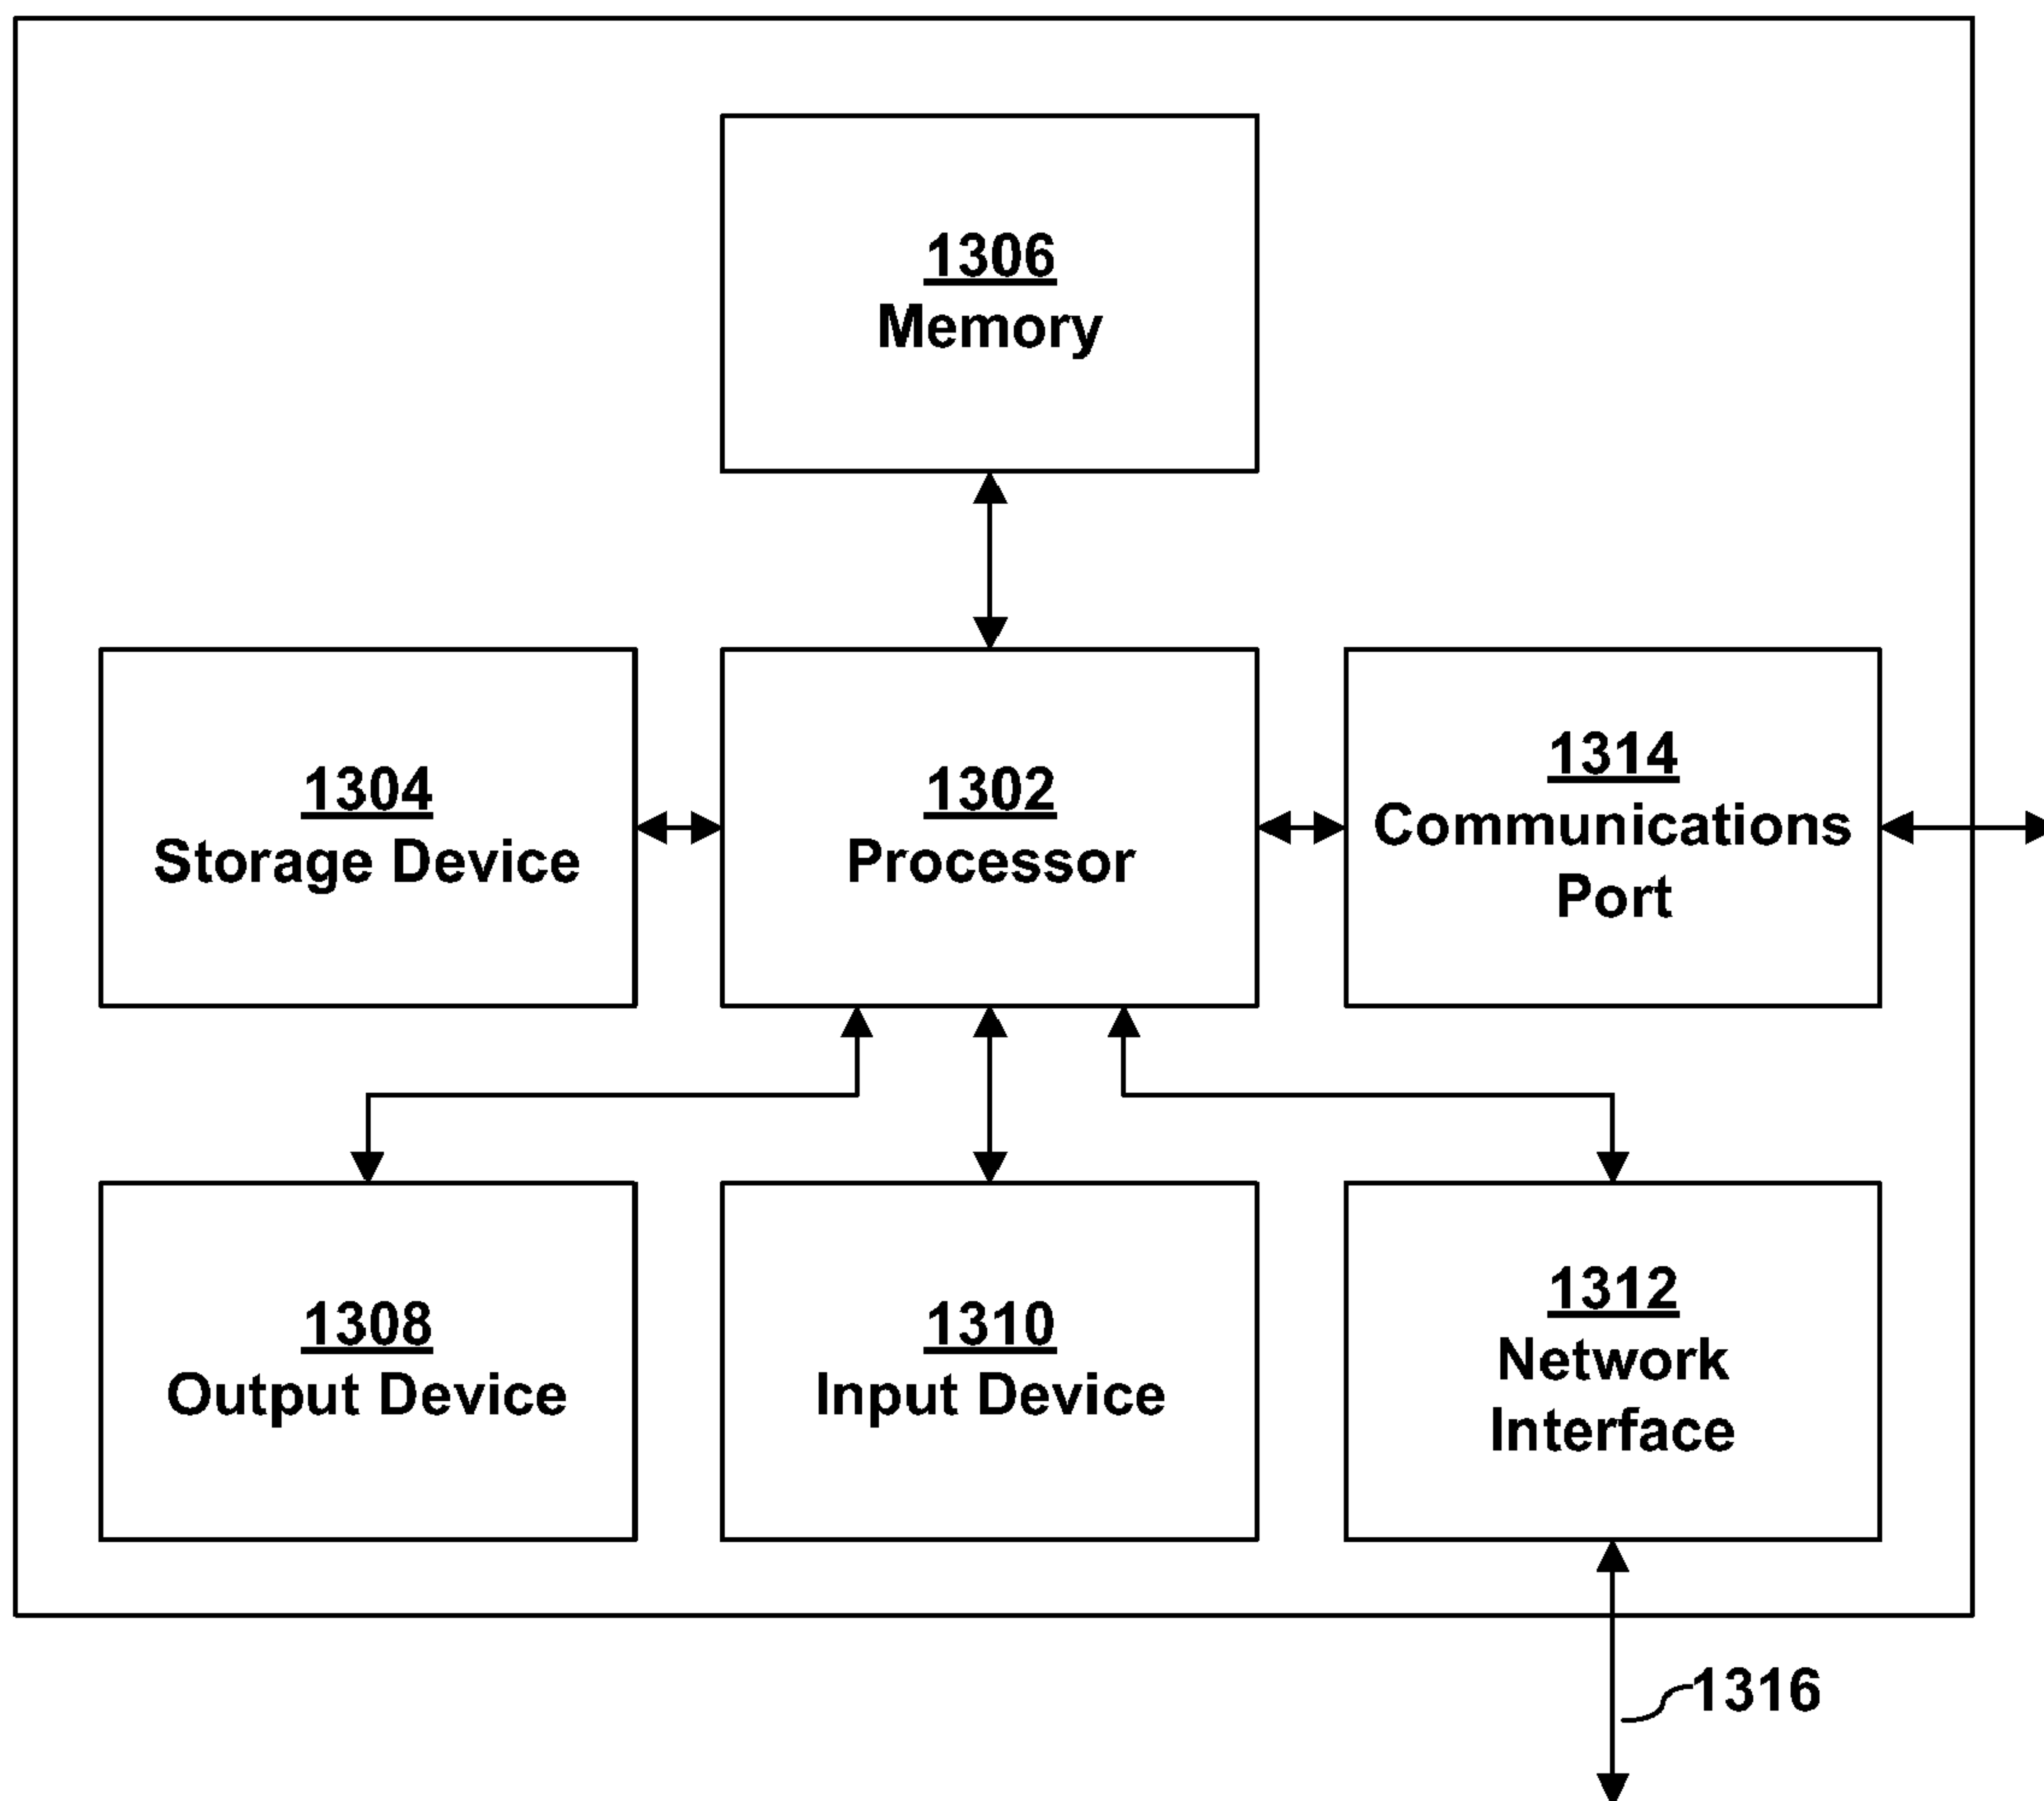 1306
Memory
1304
Storage Device
1302
Processor
1314
Communications
Port
1308
Output Device
1310
Input Device
1312
Network
Interface
1316